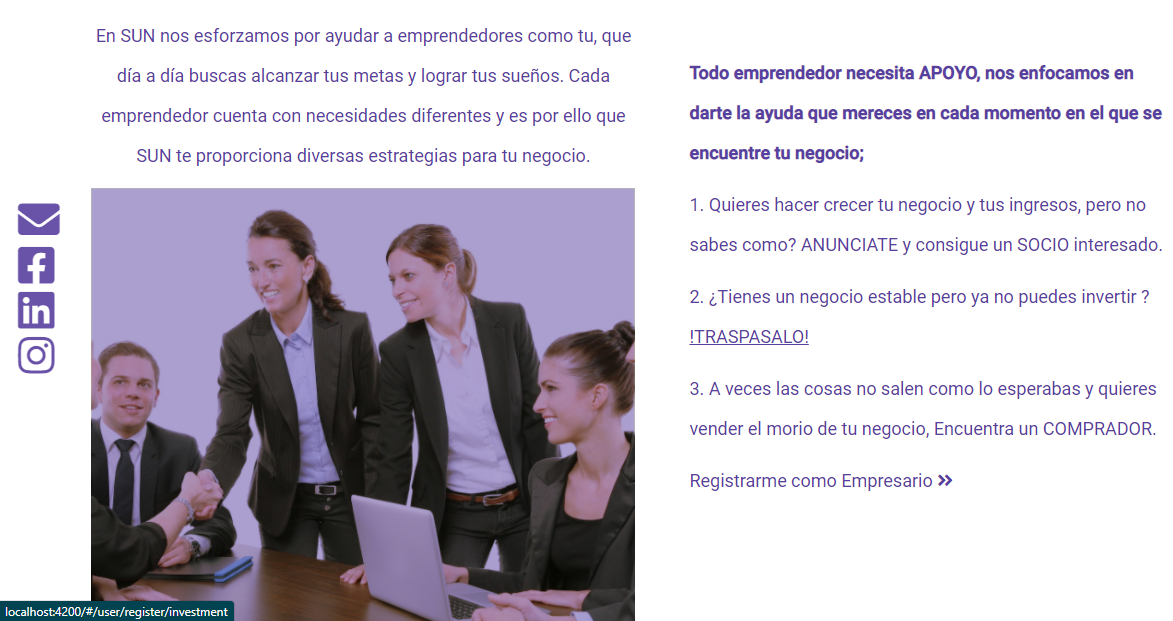 En SUN nos esforzamos por ayudar a emprendedores como tu, que
día a día buscas alcanzar tus metas y lograr tus sueños. Cada
emprendedor cuenta con necesidades diferentes y es por ello que
SUN te proporciona diversas estrategias para tu negocio.
Todo emprendedor necesita APOYO, nos enfocamos en
darte la ayuda que mereces en cada momento en el que se
encuentre tu negocio;
1. Quieres hacer crecer tu negocio y tus ingresos, pero no
sabes como? ANUNCIATE y consigue un SOCIO interesado.
2. ¿Tienes un negocio estable pero ya no puedes invertir ?
!TRASPASALO!
3. A veces las cosas no salen como lo esperabas y quieres
vender el morio de tu negocio, Encuentra un COMPRADOR.
Registrarme como Empresario »
localhost:4200/#/user/register/investment